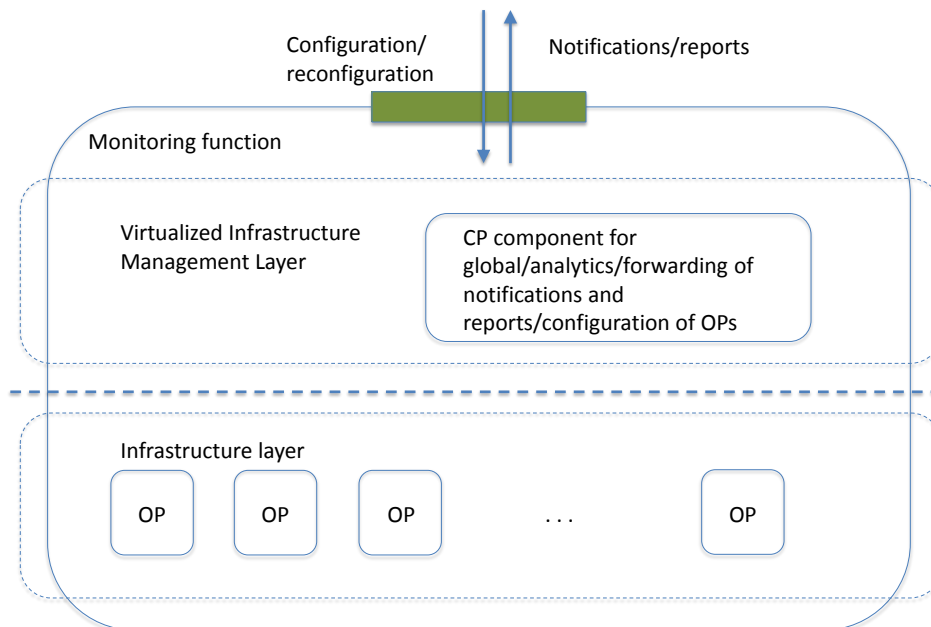 Configuration/
reconfiguration
Notifications/reports
Monitoring function
Virtualized Infrastructure
Management Layer
CP component for
global/analytics/forwarding of
notifications and
reports/configuration of OPs
Infrastructure layer
OP
OP
OP
. . .
OP